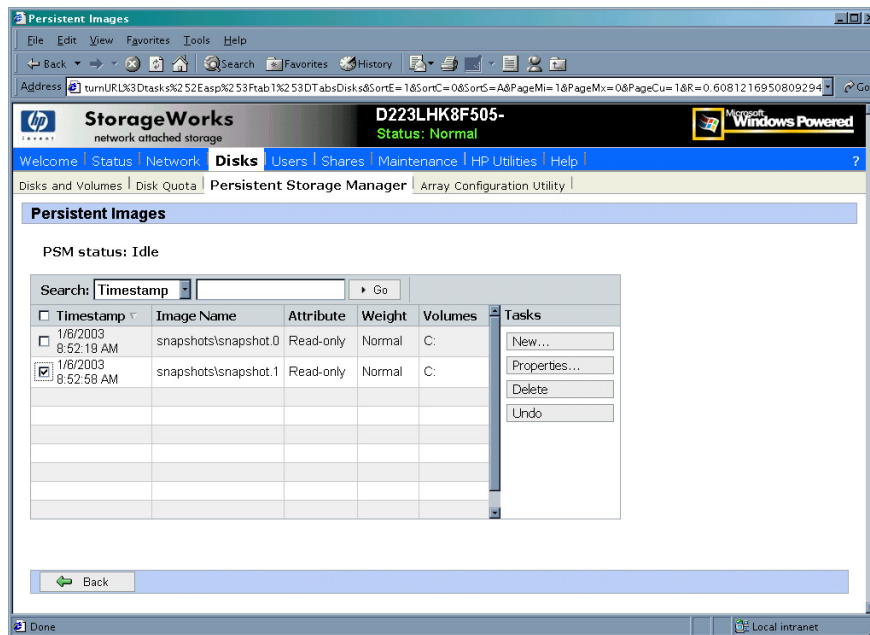 Persistent Images
File Edit View Favorites Tools Help
Back Search Favorites History
Address turnURL%3Dtasks%252Easp%253Ftab1%253DTabsDisks&SortE=1&SortC=0&SortS=A&PageMi=1&PageMx=0&PageCu=1&R=0.6081216950809294 Go
hp StorageWorks D223LHK8F505- Microsoft Windows Powered
invent network attached storage Status: Normal
Welcome Status Network Disks Users Shares Maintenance HP Utilities Help ?
Disks and Volumes Disk Quota Persistent Storage Manager Array Configuration Utility
Persistent Images
PSM status: Idle
Search: Timestamp Go
Timestamp Image Name Attribute Weight Volumes Tasks
1/6/2003 8:52:19 AM snapshots\snapshot.0 Read-only Normal C: New...
1/6/2003 8:52:58 AM snapshots\snapshot.1 Read-only Normal C: Properties...
Delete
Undo
Back
Done Local intranet